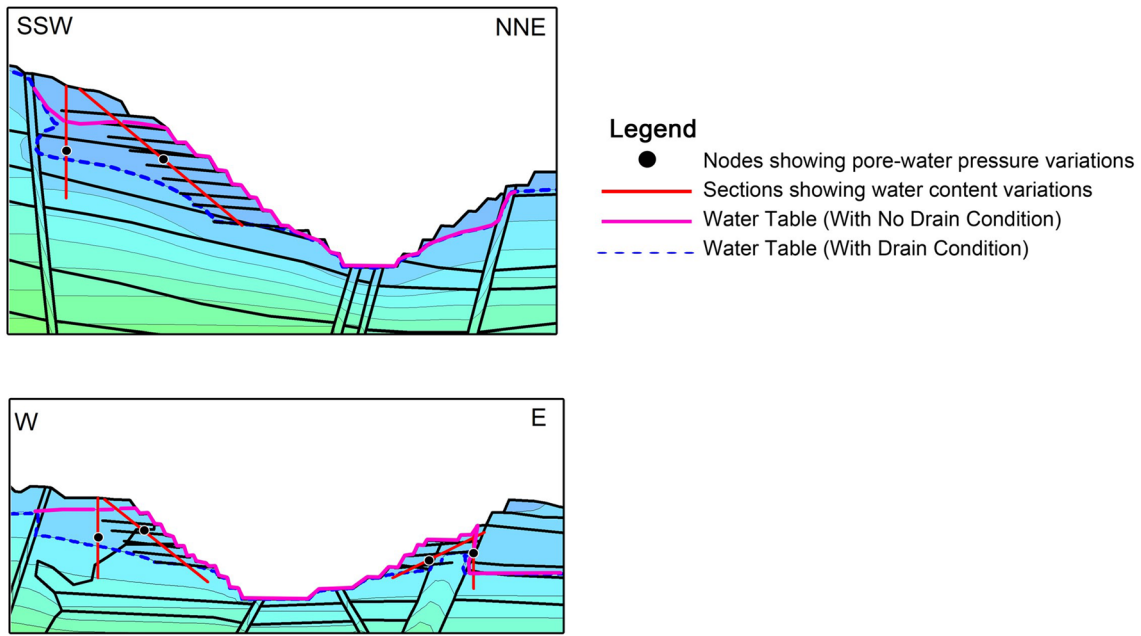 SSW
NNE
Legend
Nodes showing pore-water pressure variations
Sections showing water content variations
Water Table (With No Drain Condition)
Water Table (With Drain Condition)
W
E